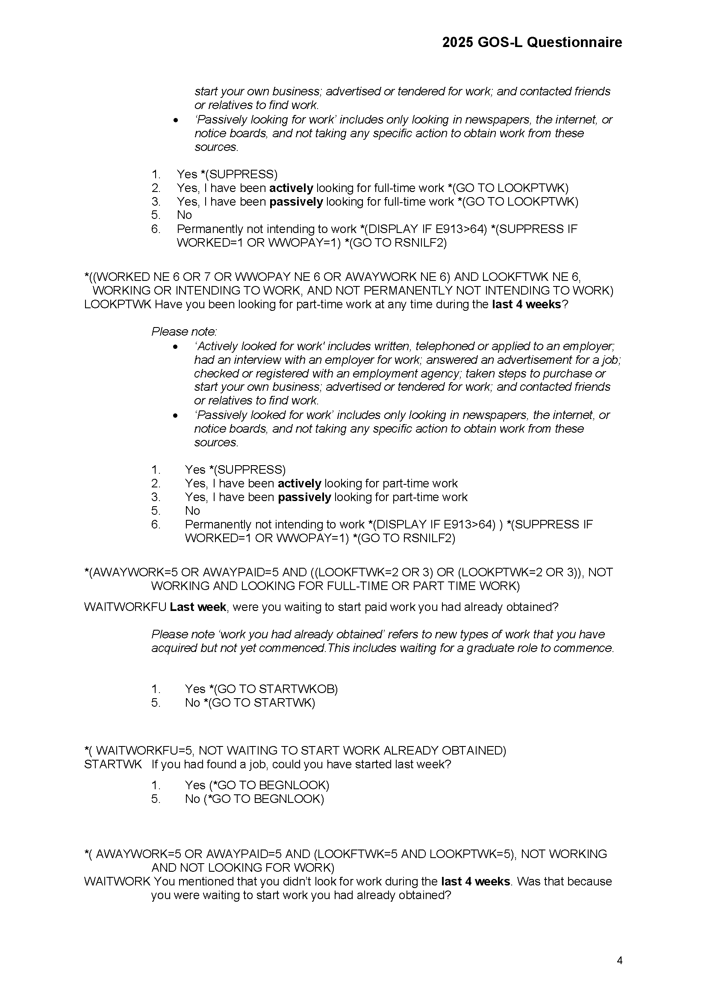 2025 GOS-L Questionnaire
start your own business; advertised or tendered for work; and contacted friends
or relatives to find work.
• ‘Passively looking for work’ includes only looking in newspapers, the internet, or
notice boards, and not taking any specific action to obtain work from these
sources.
1. Yes *(SUPPRESS)
2. Yes, I have been actively looking for full-time work *(GO TO LOOKPTWK)
3. Yes, I have been passively looking for full-time work *(GO TO LOOKPTWK)
5. No
6. Permanently not intending to work *(DISPLAY IF E913>64) *(SUPPRESS IF
WORKED=1 OR WWOPAY=1) *(GO TO RSNILF2)
*((WORKED NE 6 OR 7 OR WWOPAY NE 6 OR AWAYWORK NE 6) AND LOOKFTWK NE 6,
WORKING OR INTENDING TO WORK, AND NOT PERMANENTLY NOT INTENDING TO WORK)
LOOKPTWK Have you been looking for part-time work at any time during the last 4 weeks?
Please note:
• ‘Actively looked for work' includes written, telephoned or applied to an employer;
had an interview with an employer for work; answered an advertisement for a job;
checked or registered with an employment agency; taken steps to purchase or
start your own business; advertised or tendered for work; and contacted friends
or relatives to find work.
• ‘Passively looked for work’ includes only looking in newspapers, the internet, or
notice boards, and not taking any specific action to obtain work from these
sources.
1. Yes *(SUPPRESS)
2. Yes, I have been actively looking for part-time work
3. Yes, I have been passively looking for part-time work
5. No
6. Permanently not intending to work *(DISPLAY IF E913>64) ) *(SUPPRESS IF
WORKED=1 OR WWOPAY=1) *(GO TO RSNILF2)
*(AWAYWORK=5 OR AWAYPAID=5 AND ((LOOKFTWK=2 OR 3) OR (LOOKPTWK=2 OR 3)), NOT
WORKING AND LOOKING FOR FULL-TIME OR PART TIME WORK)
WAITWORKFU Last week, were you waiting to start paid work you had already obtained?
Please note ‘work you had already obtained’ refers to new types of work that you have
acquired but not yet commenced. This includes waiting for a graduate role to commence.
1. Yes *(GO TO STARTWKOB)
5. No *(GO TO STARTWK)
*( WAITWORKFU=5, NOT WAITING TO START WORK ALREADY OBTAINED)
STARTWK If you had found a job, could you have started last week?
1. Yes (*GO TO BEGNLOOK)
5. No (*GO TO BEGNLOOK)
*( AWAYWORK=5 OR AWAYPAID=5 AND (LOOKFTWK=5 AND LOOKPTWK=5), NOT WORKING
AND NOT LOOKING FOR WORK)
WAITWORK You mentioned that you didn’t look for work during the last 4 weeks. Was that because
you were waiting to start work you had already obtained?
4